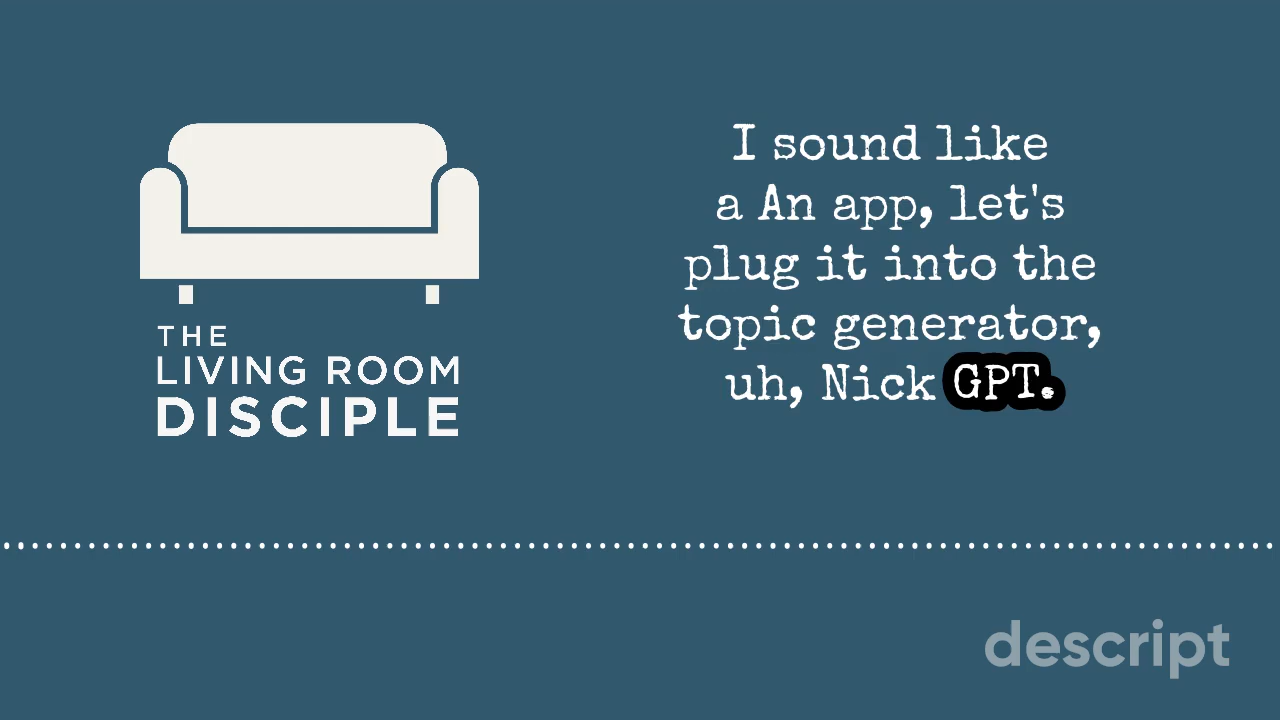 THE
LIVING ROOM
DISCIPLE
I sound like
a An app, let's
plug it into the
topic generator,
uh, Nick GPT.
descript